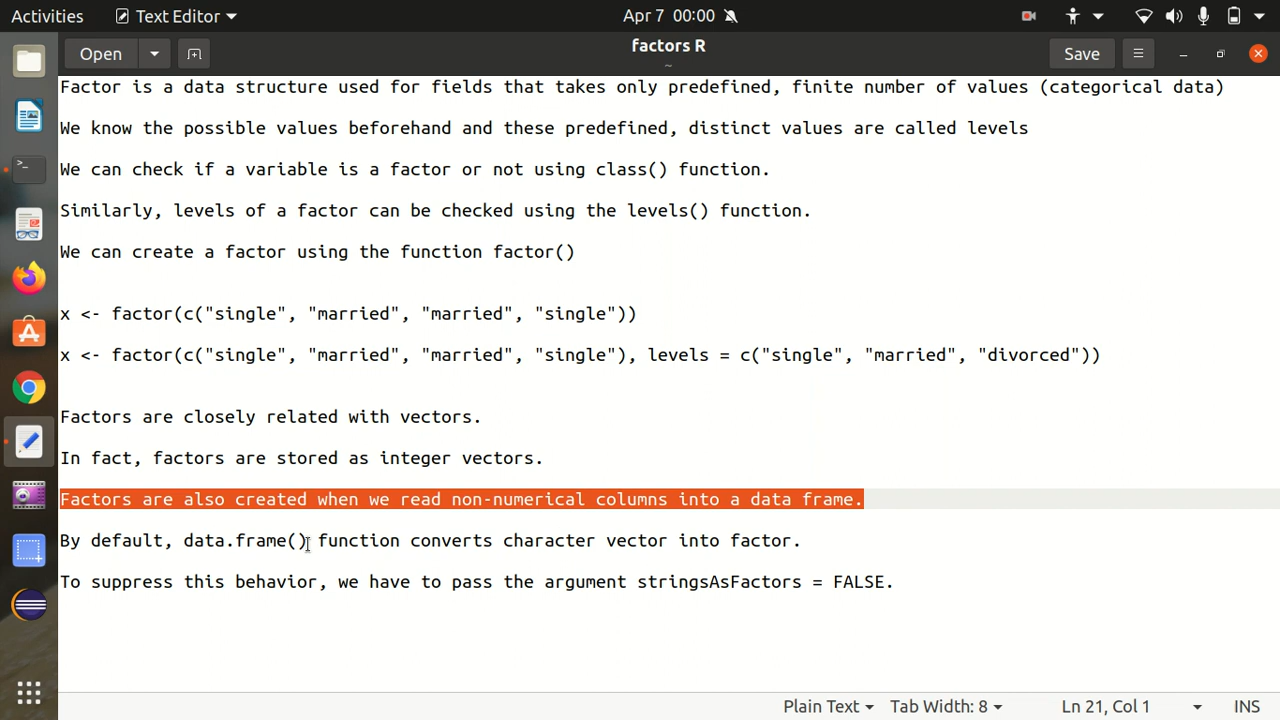 Activities
Text Editor
Apr 7 00:00
Open
factors R
~
Save
Factor is a data structure used for fields that takes only predefined, finite number of values (categorical data)
We know the possible values beforehand and these predefined, distinct values are called levels
We can check if a variable is a factor or not using class() function.
Similarly, levels of a factor can be checked using the levels() function.
We can create a factor using the function factor()
x <- factor(c("single", "married", "married", "single"))
x <- factor(c("single", "married", "married", "single"), levels = c("single", "married", "divorced"))
Factors are closely related with vectors.
In fact, factors are stored as integer vectors.
Factors are also created when we read non-numerical columns into a data frame.
By default, data.frame() function converts character vector into factor.
To suppress this behavior, we have to pass the argument stringsAsFactors = FALSE.
Plain Text
Tab Width: 8
Ln 21, Col 1
INS